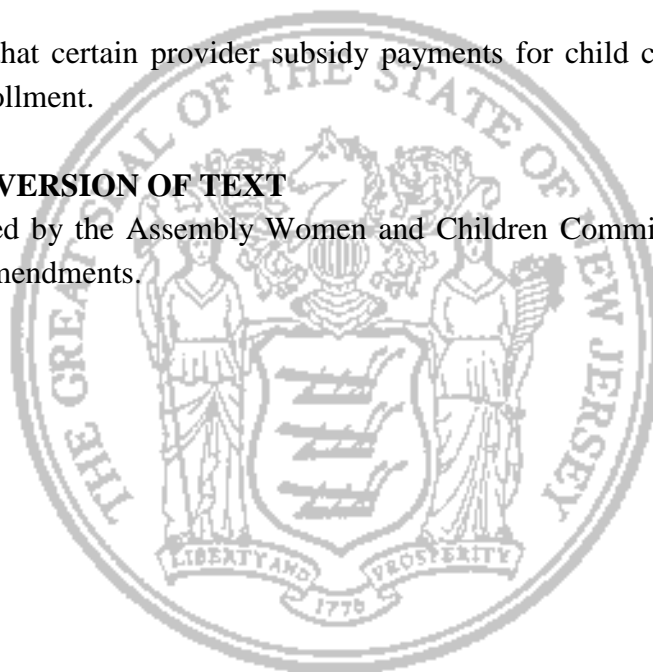 hat certain provider subsidy payments for child c
ollment.
VERSION OF TEXT
ed by the Assembly Women and Children Commi
mendments.
THE GREAT SEAL OF THE STATE OF NEW JERSEY
LIBERTY AND PROSPERITY
1776